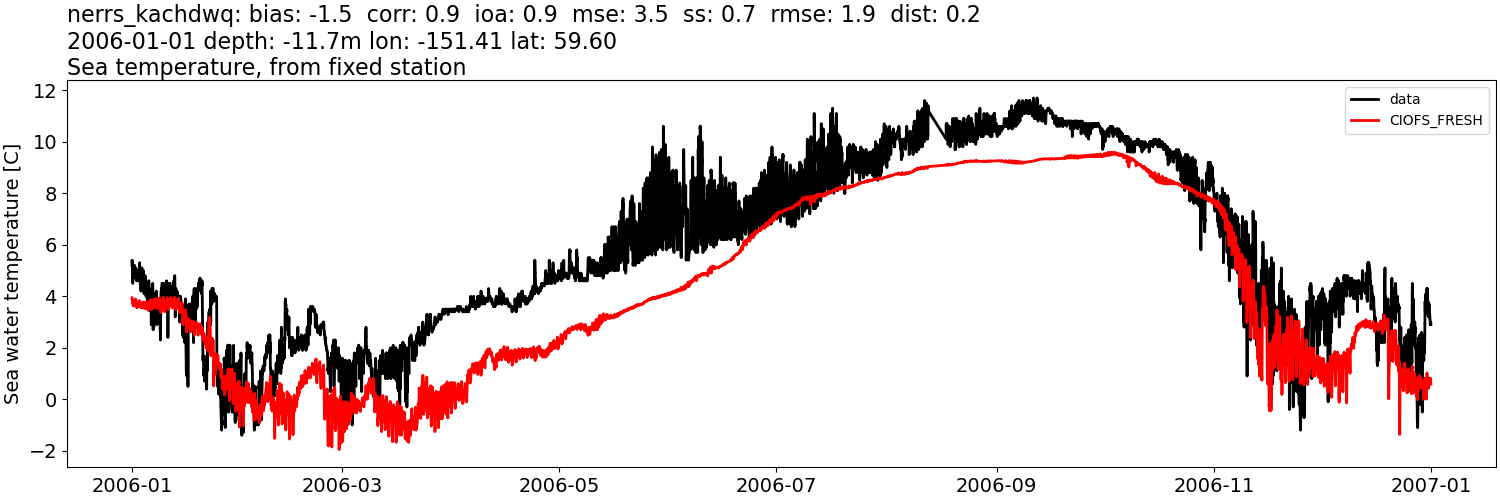 nerrs_kachdwq: bias: -1.5  corr: 0.9  ioa: 0.9  mse: 3.5  ss: 0.7  rmse: 1.9  dist: 0.2
2006-01-01 depth: -11.7m lon: -151.41 lat: 59.60
Sea temperature, from fixed station
data
CIOFS_FRESH
Sea water temperature [C]
12
10
8
6
4
2
0
−2
2006-01
2006-03
2006-05
2006-07
2006-09
2006-11
2007-01